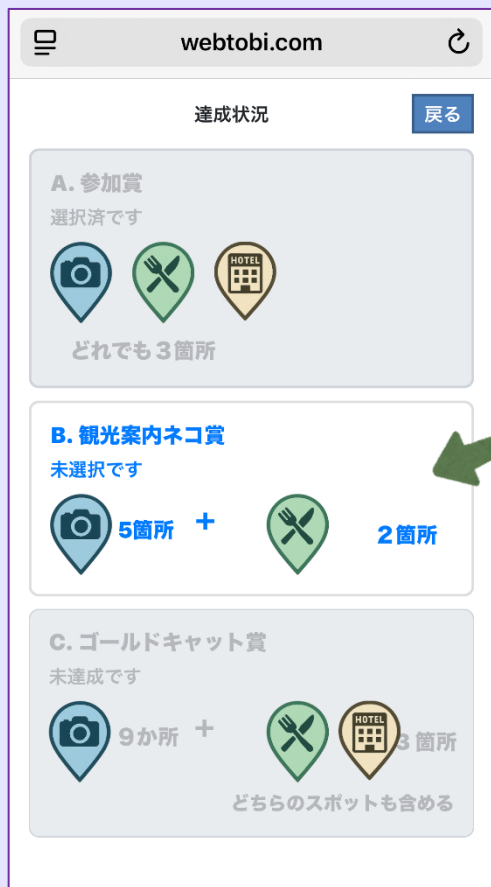 webtobi.com
達成状況
戻る
A. 参加賞
選択済です
HOTEL
どれでも3箇所
B. 観光案内ネコ賞
未選択です
5箇所 + 2箇所
C. ゴールドキャット賞
未達成です
HOTEL
9か所 + 3箇所
どちらのスポットも含める